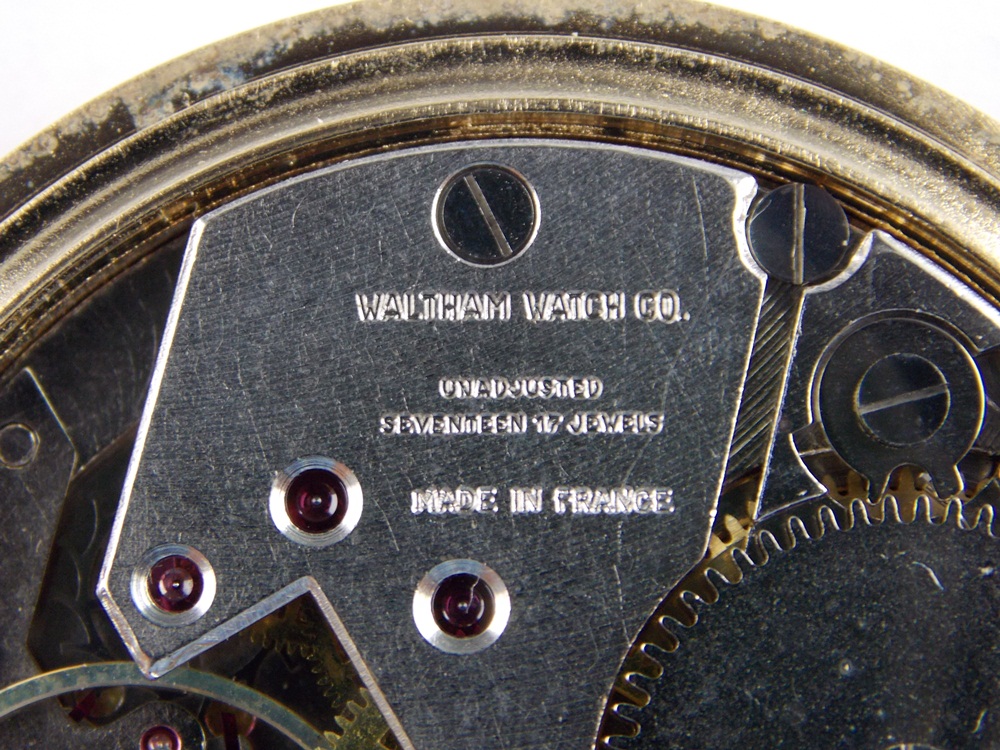 WALTHAM WATCH CO.
UNADJUSTED
SEVENTEEN 17 JEWELS
MADE IN FRANCE